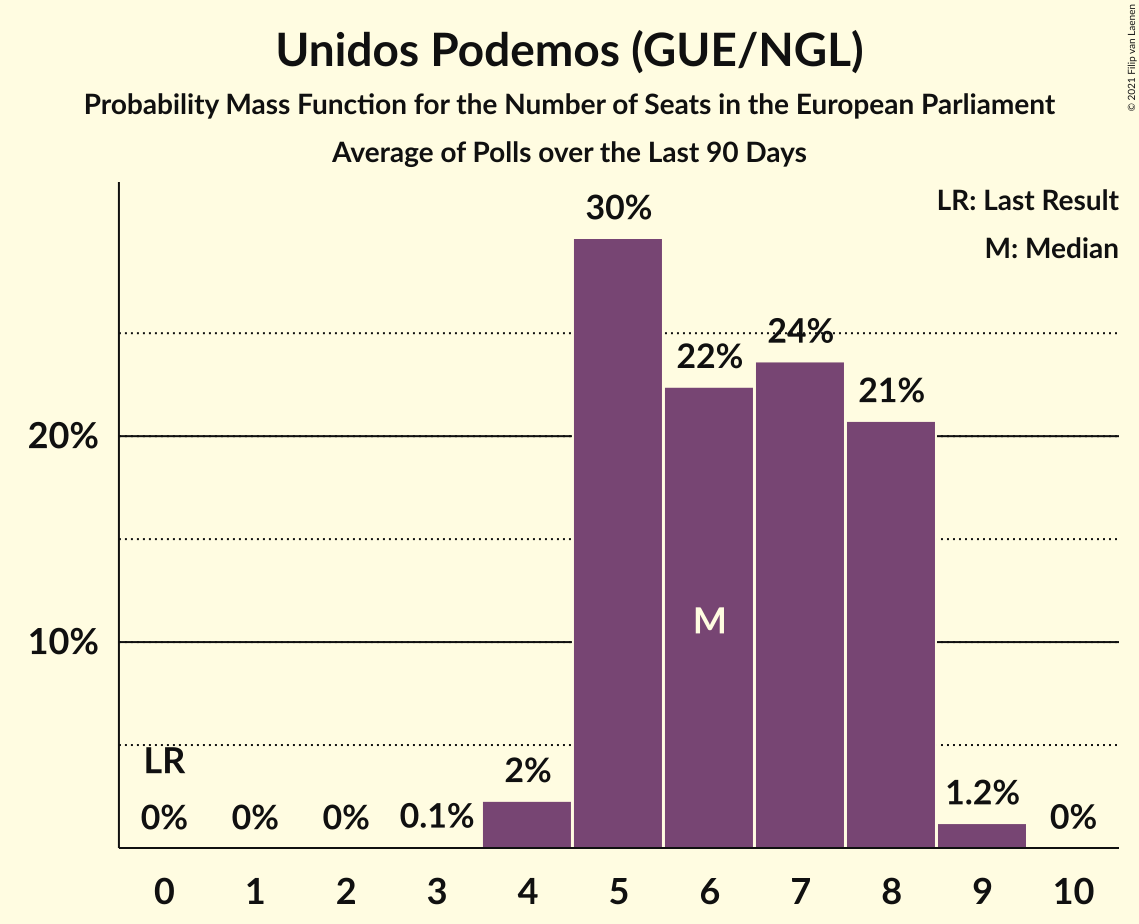 Unidos Podemos (GUE/NGL)
Probability Mass Function for the Number of Seats in the European Parliament
Average of Polls over the Last 90 Days
© 2021 Filip van Laenen
LR: Last Result
M: Median
30%
24%
22%
21%
20%
M
10%
LR
2%
1.2%
0% 0% 0% 0.1% 0%
0 1 2 3 4 5 6 7 8 9 10